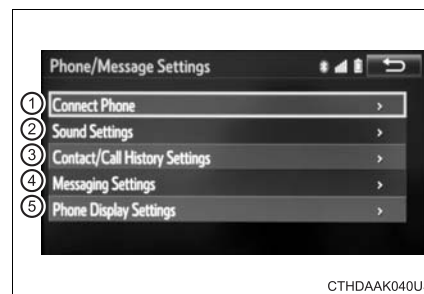 Phone/Message Settings
1 Connect Phone
2 Sound Settings
3 Contact/Call History Settings
4 Messaging Settings
5 Phone Display Settings
CTHDAAK040U